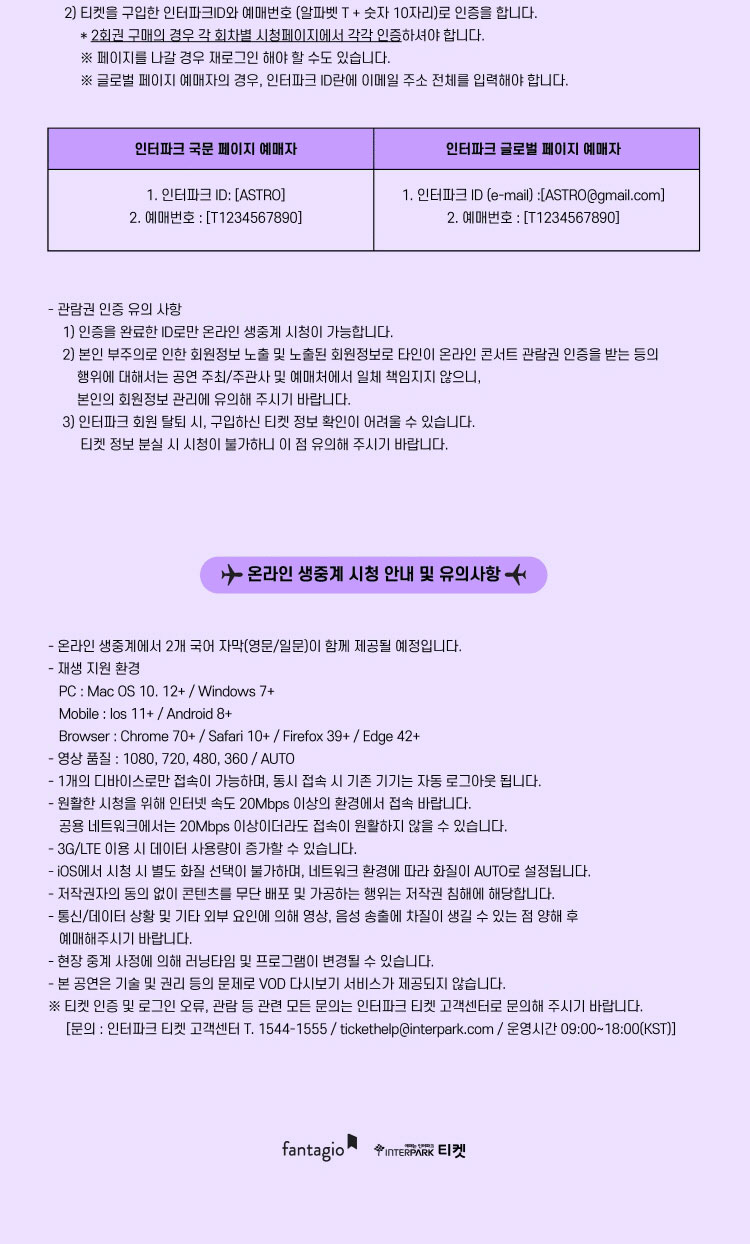 2) 티켓을 구입한 인터파크ID와 예매번호 (알파벳 T + 숫자 10자리)로 인증을 합니다.
* 2회권 구매의 경우 각 회차별 시청페이지에서 각각 인증하셔야 합니다.
※ 페이지를 나갈 경우 재로그인 해야 할 수도 있습니다.
※ 글로벌 페이지 예매자의 경우, 인터파크 ID란에 이메일 주소 전체를 입력해야 합니다.
인터파크 국문 페이지 예매자
인터파크 글로벌 페이지 예매자
1. 인터파크 ID: [ASTRO]
2. 예매번호 : [T1234567890]
1. 인터파크 ID (e-mail) :[ASTRO@gmail.com]
2. 예매번호 : [T1234567890]
- 관람권 인증 유의 사항
1) 인증을 완료한 ID로만 온라인 생중계 시청이 가능합니다.
2) 본인 부주의로 인한 회원정보 노출 및 노출된 회원정보로 타인이 온라인 콘서트 관람권 인증을 받는 등의
행위에 대해서는 공연 주최/주관사 및 예매처에서 일체 책임지지 않으니,
본인의 회원정보 관리에 유의해 주시기 바랍니다.
3) 인터파크 회원 탈퇴 시, 구입하신 티켓 정보 확인이 어려울 수 있습니다.
티켓 정보 분실 시 시청이 불가하니 이 점 유의해 주시기 바랍니다.
온라인 생중계 시청 안내 및 유의사항
- 온라인 생중계에서 2개 국어 자막(영문/일문)이 함께 제공될 예정입니다.
- 재생 지원 환경
PC : Mac OS 10. 12+ / Windows 7+
Mobile : Ios 11+ / Android 8+
Browser : Chrome 70+ / Safari 10+ / Firefox 39+ / Edge 42+
- 영상 품질 : 1080, 720, 480, 360 / AUTO
- 1개의 디바이스로만 접속이 가능하며, 동시 접속 시 기존 기기는 자동 로그아웃 됩니다.
- 원활한 시청을 위해 인터넷 속도 20Mbps 이상의 환경에서 접속 바랍니다.
공용 네트워크에서는 20Mbps 이상이더라도 접속이 원활하지 않을 수 있습니다.
- 3G/LTE 이용 시 데이터 사용량이 증가할 수 있습니다.
- iOS에서 시청 시 별도 화질 선택이 불가하며, 네트워크 환경에 따라 화질이 AUTO로 설정됩니다.
- 저작권자의 동의 없이 콘텐츠를 무단 배포 및 가공하는 행위는 저작권 침해에 해당합니다.
- 통신/데이터 상황 및 기타 외부 요인에 의해 영상, 음성 송출에 차질이 생길 수 있는 점 양해 후
예매해주시기 바랍니다.
- 현장 중계 사정에 의해 러닝타임 및 프로그램이 변경될 수 있습니다.
- 본 공연은 기술 및 권리 등의 문제로 VOD 다시보기 서비스가 제공되지 않습니다.
※ 티켓 인증 및 로그인 오류, 관람 등 관련 모든 문의는 인터파크 티켓 고객센터로 문의해 주시기 바랍니다.
[문의 : 인터파크 티켓 고객센터 T. 1544-1555 / tickethelp@interpark.com / 운영시간 09:00~18:00(KST)]
fantagio
INTERPARK 티켓